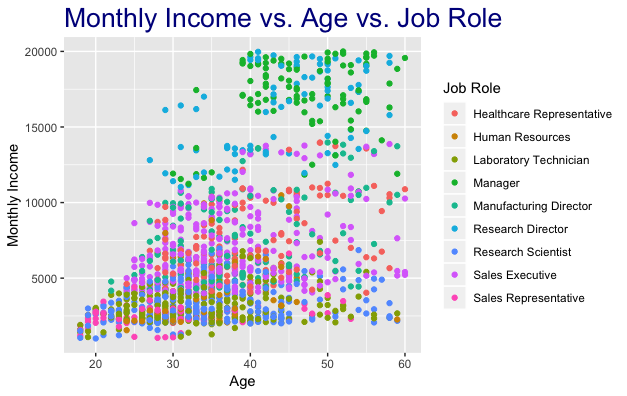 Monthly Income vs. Age vs. Job Role
20000
15000
10000
5000
Monthly Income
20
30
40
50
60
Age
Job Role
Healthcare Representative
Human Resources
Laboratory Technician
Manager
Manufacturing Director
Research Director
Research Scientist
Sales Executive
Sales Representative